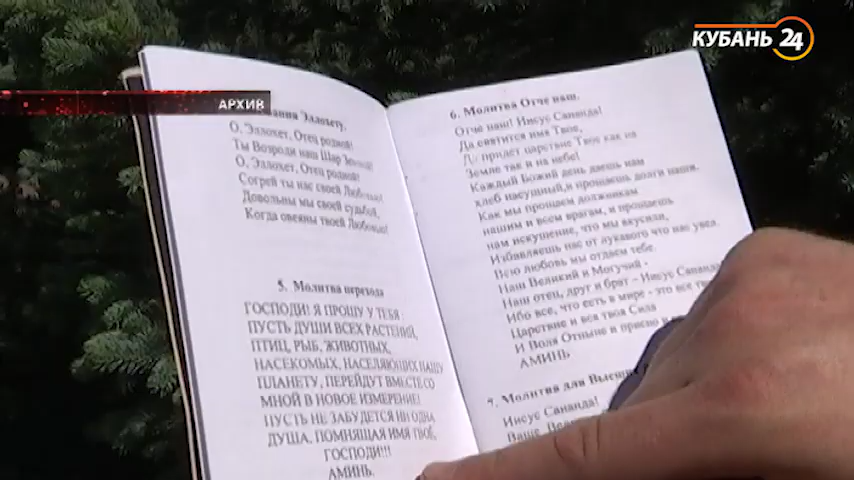 КУБАНЬ 24
АРХИВ
Эллохету.
О, Эллохет, Отец родной!
Ты Возроди наш Шар Земной!
О, Эллохет, Отец родной!
Согрей ты нас своей Любовью!
Довольны мы своей судьбой,
Когда овеяны твоей Любовью!
5. Молитва перехода
ГОСПОДИ! Я ПРОШУ У ТЕБЯ:
ПУСТЬ ДУШИ ВСЕХ РАСТЕНИЙ,
ПТИЦ, РЫБ, ЖИВОТНЫХ,
НАСЕКОМЫХ, НАСЕЛЯЮЩИХ НАШУ
ПЛАНЕТУ, ПЕРЕЙДУТ ВМЕСТЕ СО
МНОЙ В НОВОЕ ИЗМЕРЕНИЕ!
ПУСТЬ НЕ ЗАБУДЕТСЯ НИ ОДНА
ДУША, ПОМНЯЩАЯ ИМЯ ТВОЁ,
ГОСПОДИ!!!
АМИНЬ.
6. Молитва Отче наш.
Отче наш! Иисус Сананда!
Да святится имя Твое,
Да придет царствие Твое как на
Земле так и на небе!
Каждый Божий день даешь нам
хлеб насущный,и прощаешь долги наши.
Как мы прощаем должникам
нашим и всем врагам, и прощаешь
нам искушение, что мы вкусили,
Избавляешь нас от лукавого что нас увел.
Всю любовь мы отдаем тебе.
Наш Великий и Могучий -
Наш отец, друг и брат – Иисус Сананда
Ибо все, что есть в мире - это все
Царствие и вся твоя Сила
И Воля Отныне и присно и
АМИНЬ
7. Молитва для
Иисус Сананда!
Ваше